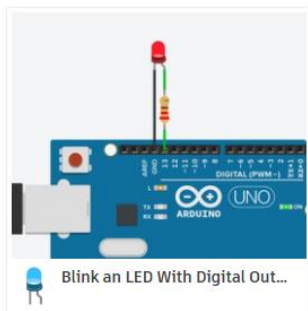 AREF
GND
13
12
~11
~10
~9
8
7
~6
~5
4
~3
2
TX→1
RX←0
DIGITAL (PWM~)
L
TX
RX
ARDUINO
UNO
ON
Blink an LED With Digital Out...